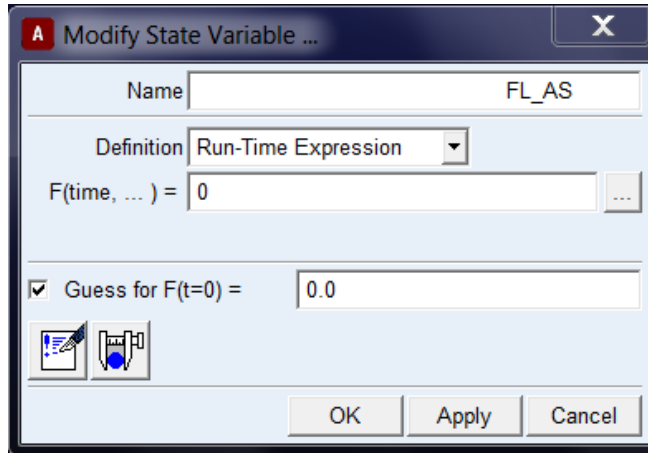 A Modify State Variable ... X
Name FL_AS
Definition Run-Time Expression
F(time, ... ) = 0 ...
Guess for F(t=0) = 0.0
OK Apply Cancel